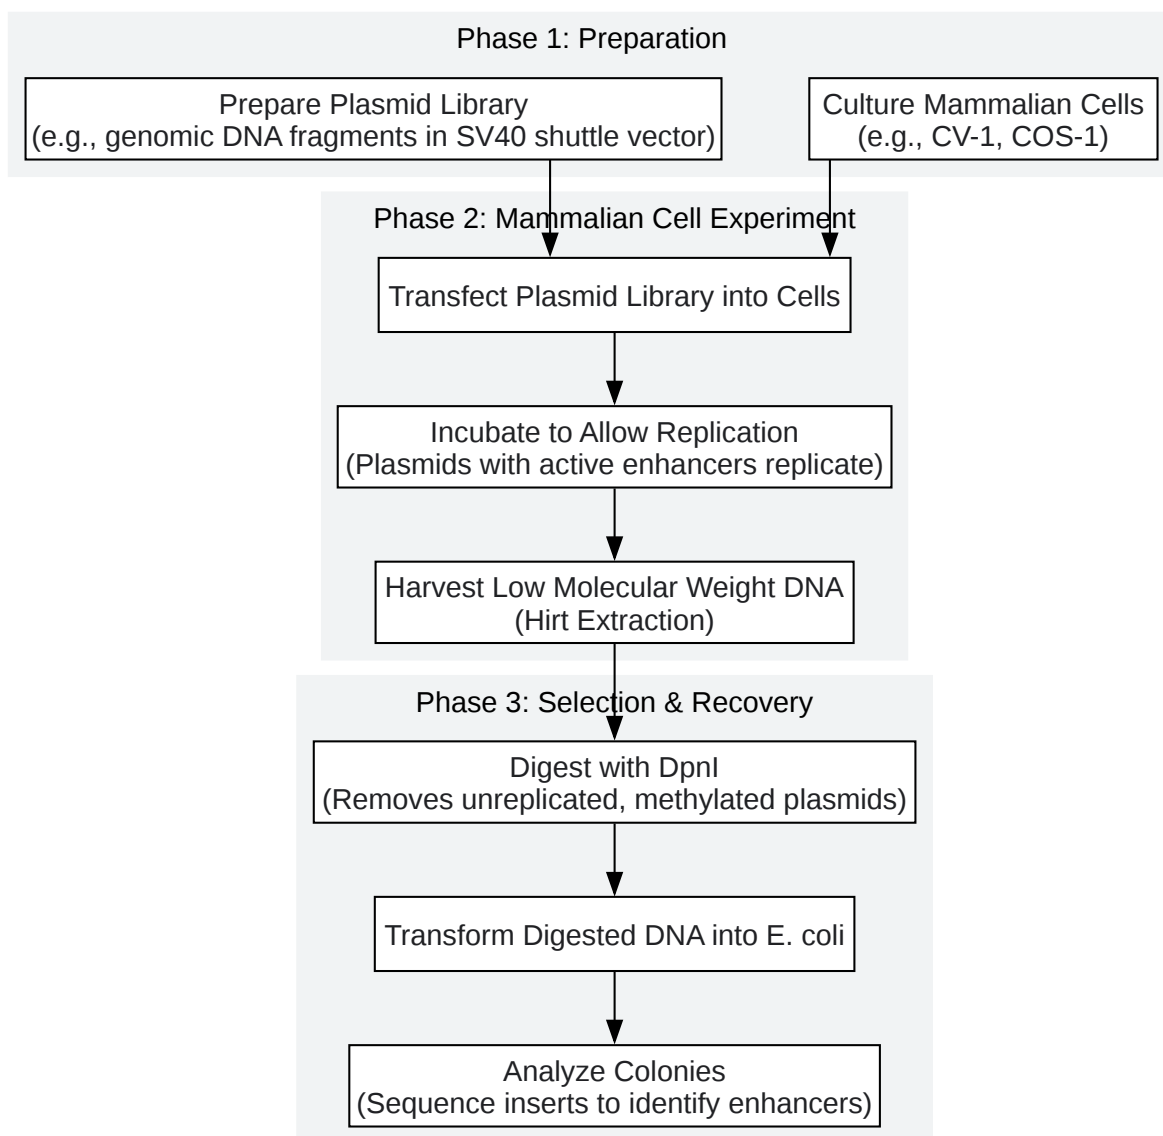 Phase 1: Preparation
Prepare Plasmid Library
(e.g., genomic DNA fragments in SV40 shuttle vector)
Culture Mammalian Cells
(e.g., CV-1, COS-1)
Phase 2: Mammalian Cell Experiment
Transfect Plasmid Library into Cells
Incubate to Allow Replication
(Plasmids with active enhancers replicate)
Harvest Low Molecular Weight DNA
(Hirt Extraction)
Phase 3: Selection & Recovery
Digest with DpnI
(Removes unreplicated, methylated plasmids)
Transform Digested DNA into E. coli
Analyze Colonies
(Sequence inserts to identify enhancers)